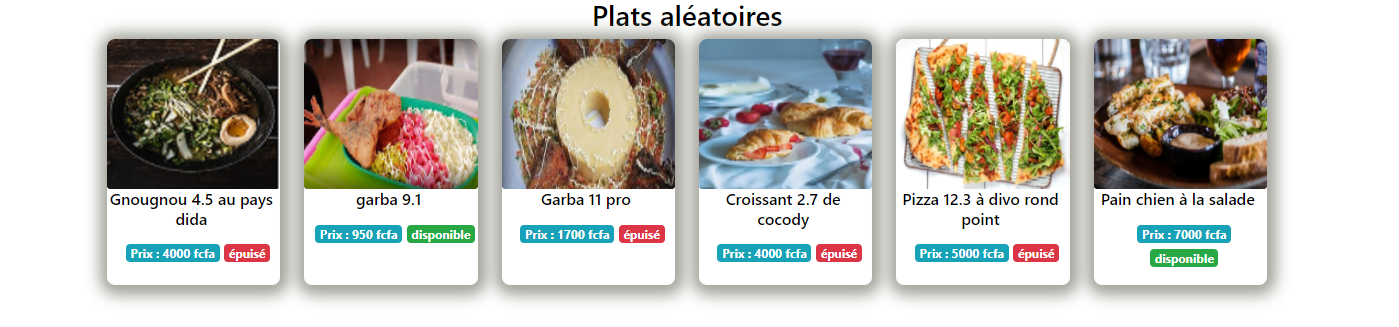 Plats aléatoires
Gnougnou 4.5 au pays
dida
Prix : 4000 fcfa épuisé
garba 9.1
Prix : 950 fcfa disponible
Garba 11 pro
Prix : 1700 fcfa épuisé
Croissant 2.7 de
cocody
Prix : 4000 fcfa épuisé
Pizza 12.3 à divo rond
point
Prix : 5000 fcfa épuisé
Pain chien à la salade
Prix : 7000 fcfa
disponible